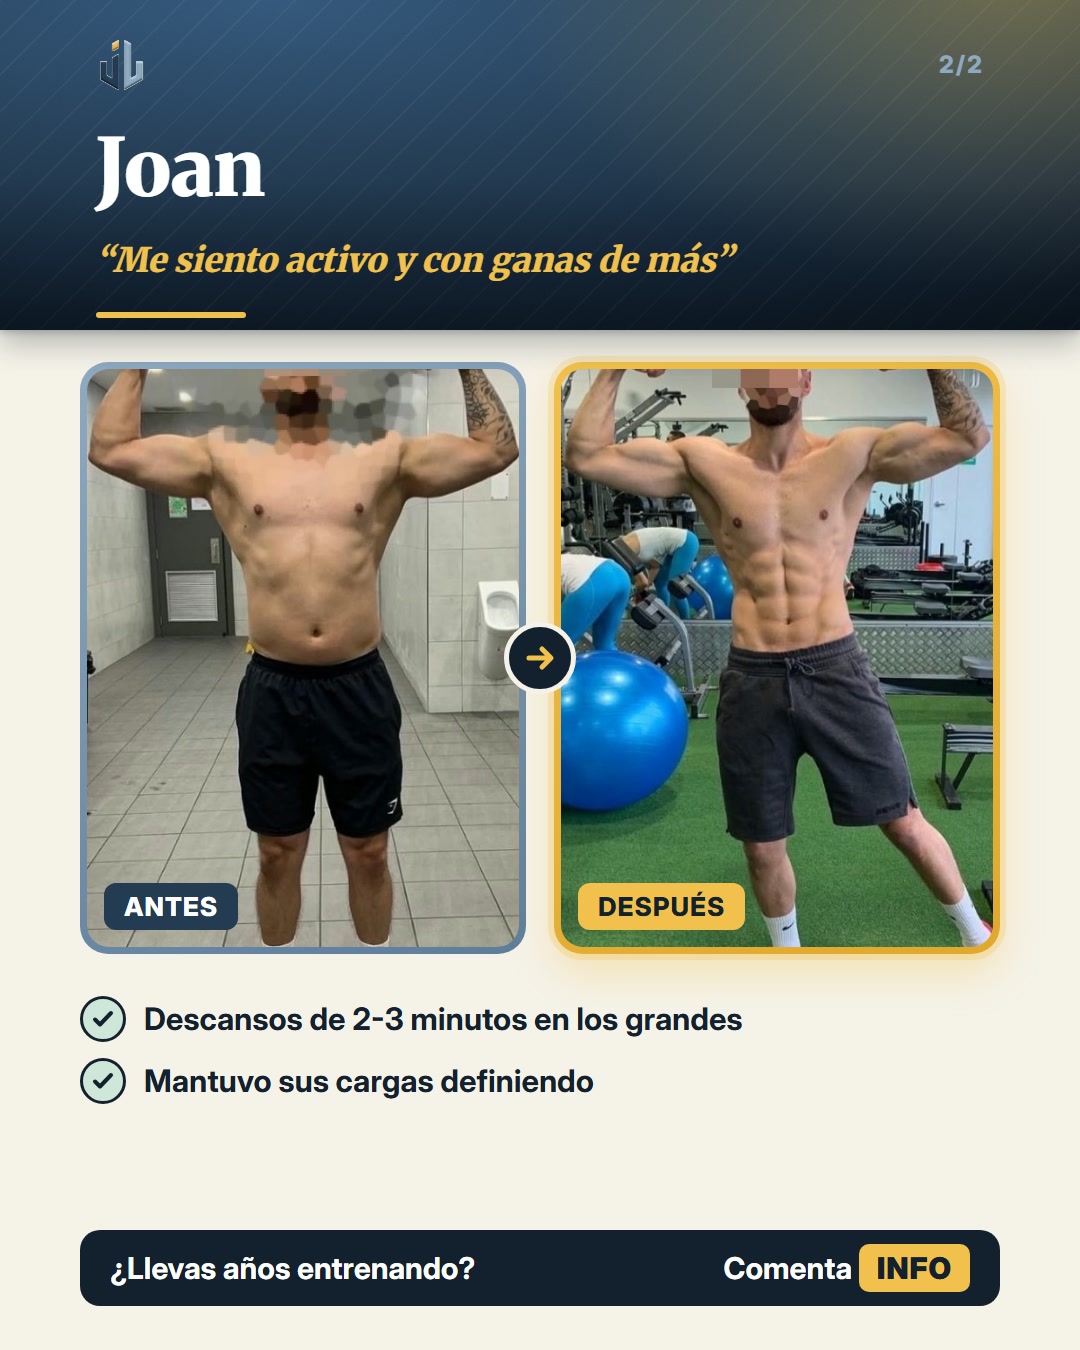 2/2
Joan
“Me siento activo y con ganas de más”
ANTES
DESPUÉS
Descansos de 2-3 minutos en los grandes
Mantuvo sus cargas definiendo
¿Llevas años entrenando?
Comenta INFO